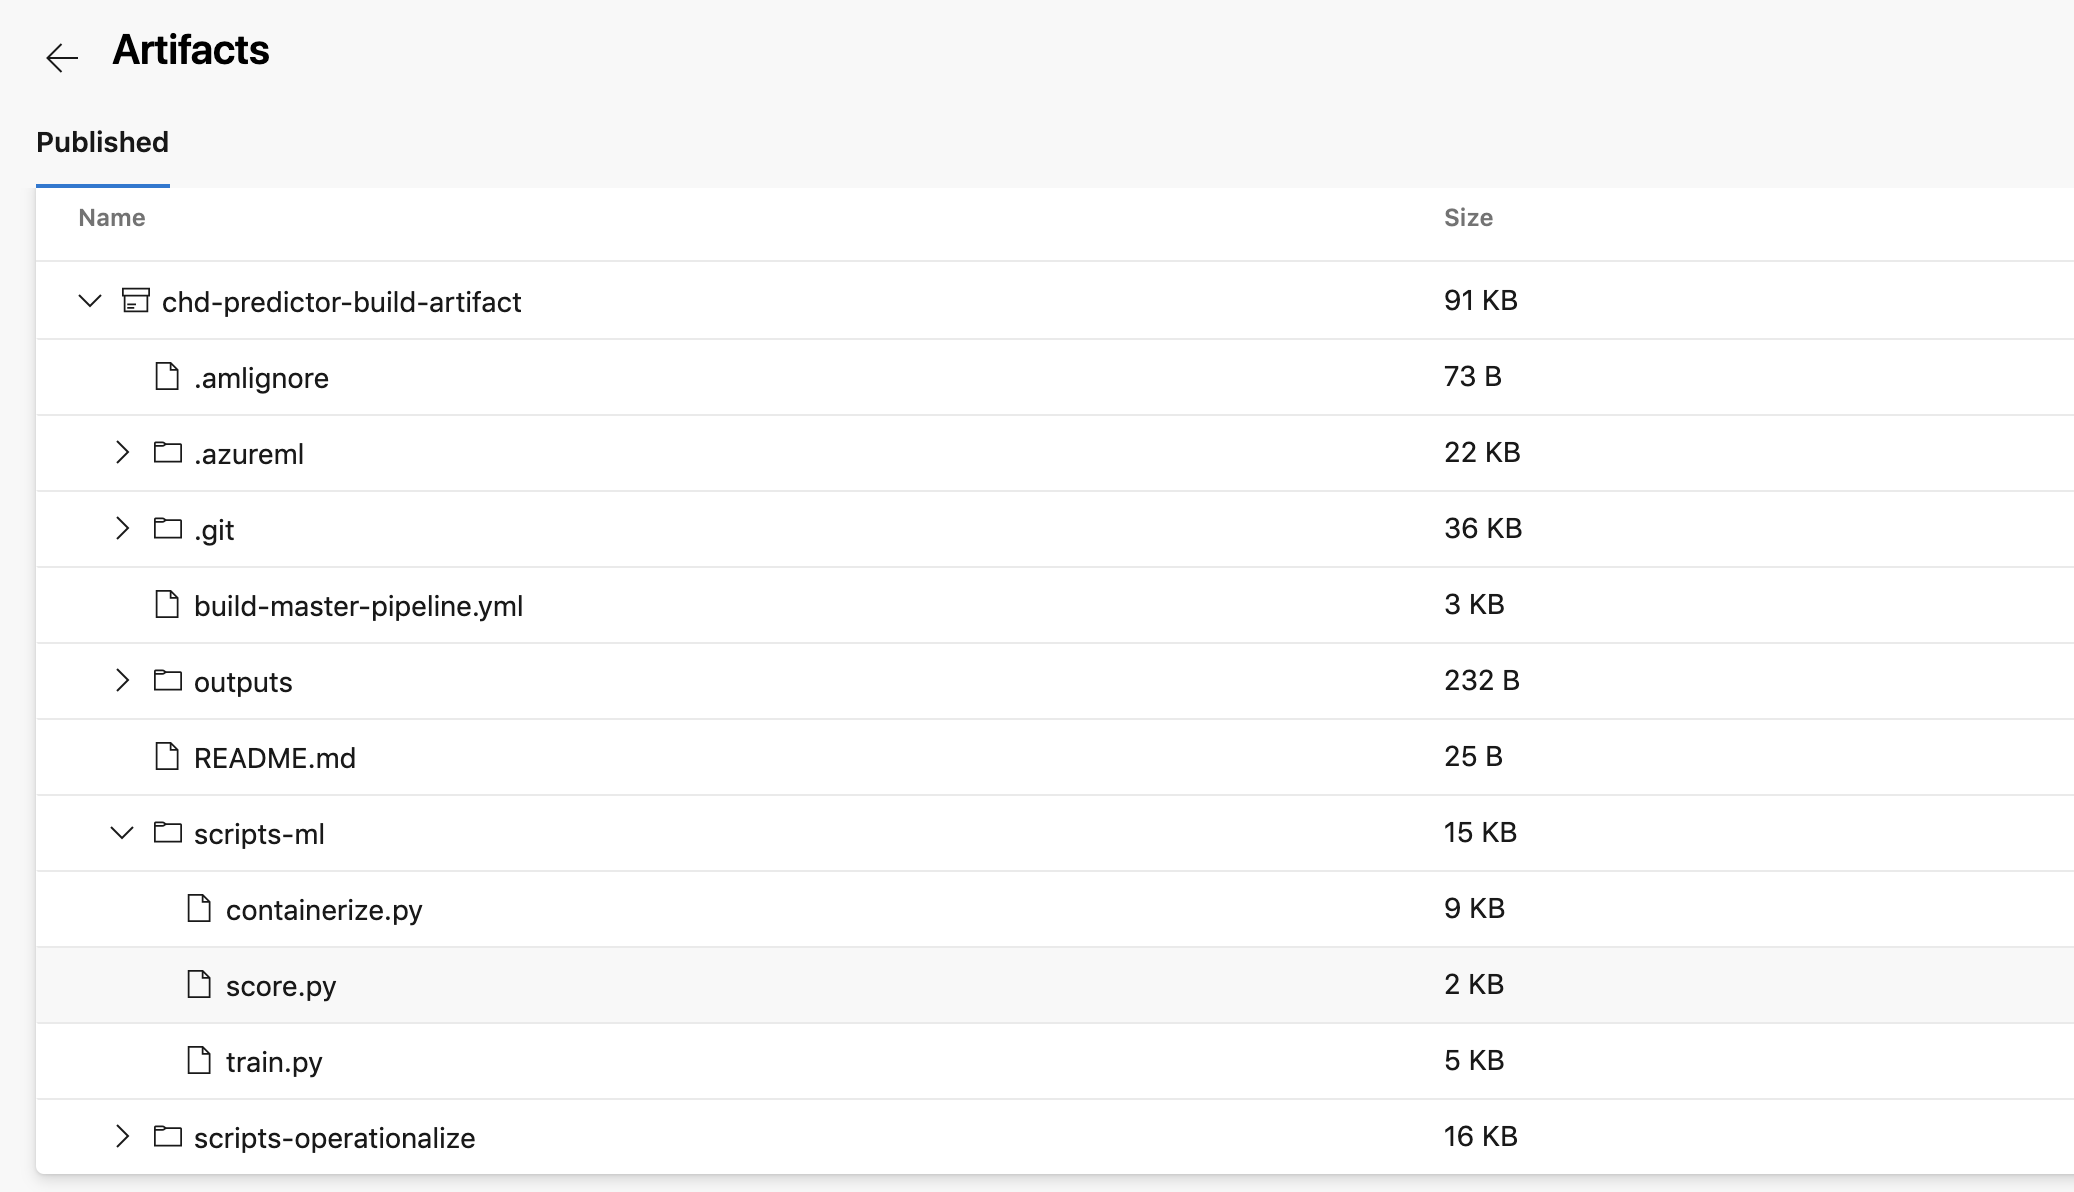 Artifacts
Published
Name Size
chd-predictor-build-artifact 91 KB
.amlignore 73 B
.azureml 22 KB
.git 36 KB
build-master-pipeline.yml 3 KB
outputs 232 B
README.md 25 B
scripts-ml 15 KB
containerize.py 9 KB
score.py 2 KB
train.py 5 KB
scripts-operationalize 16 KB